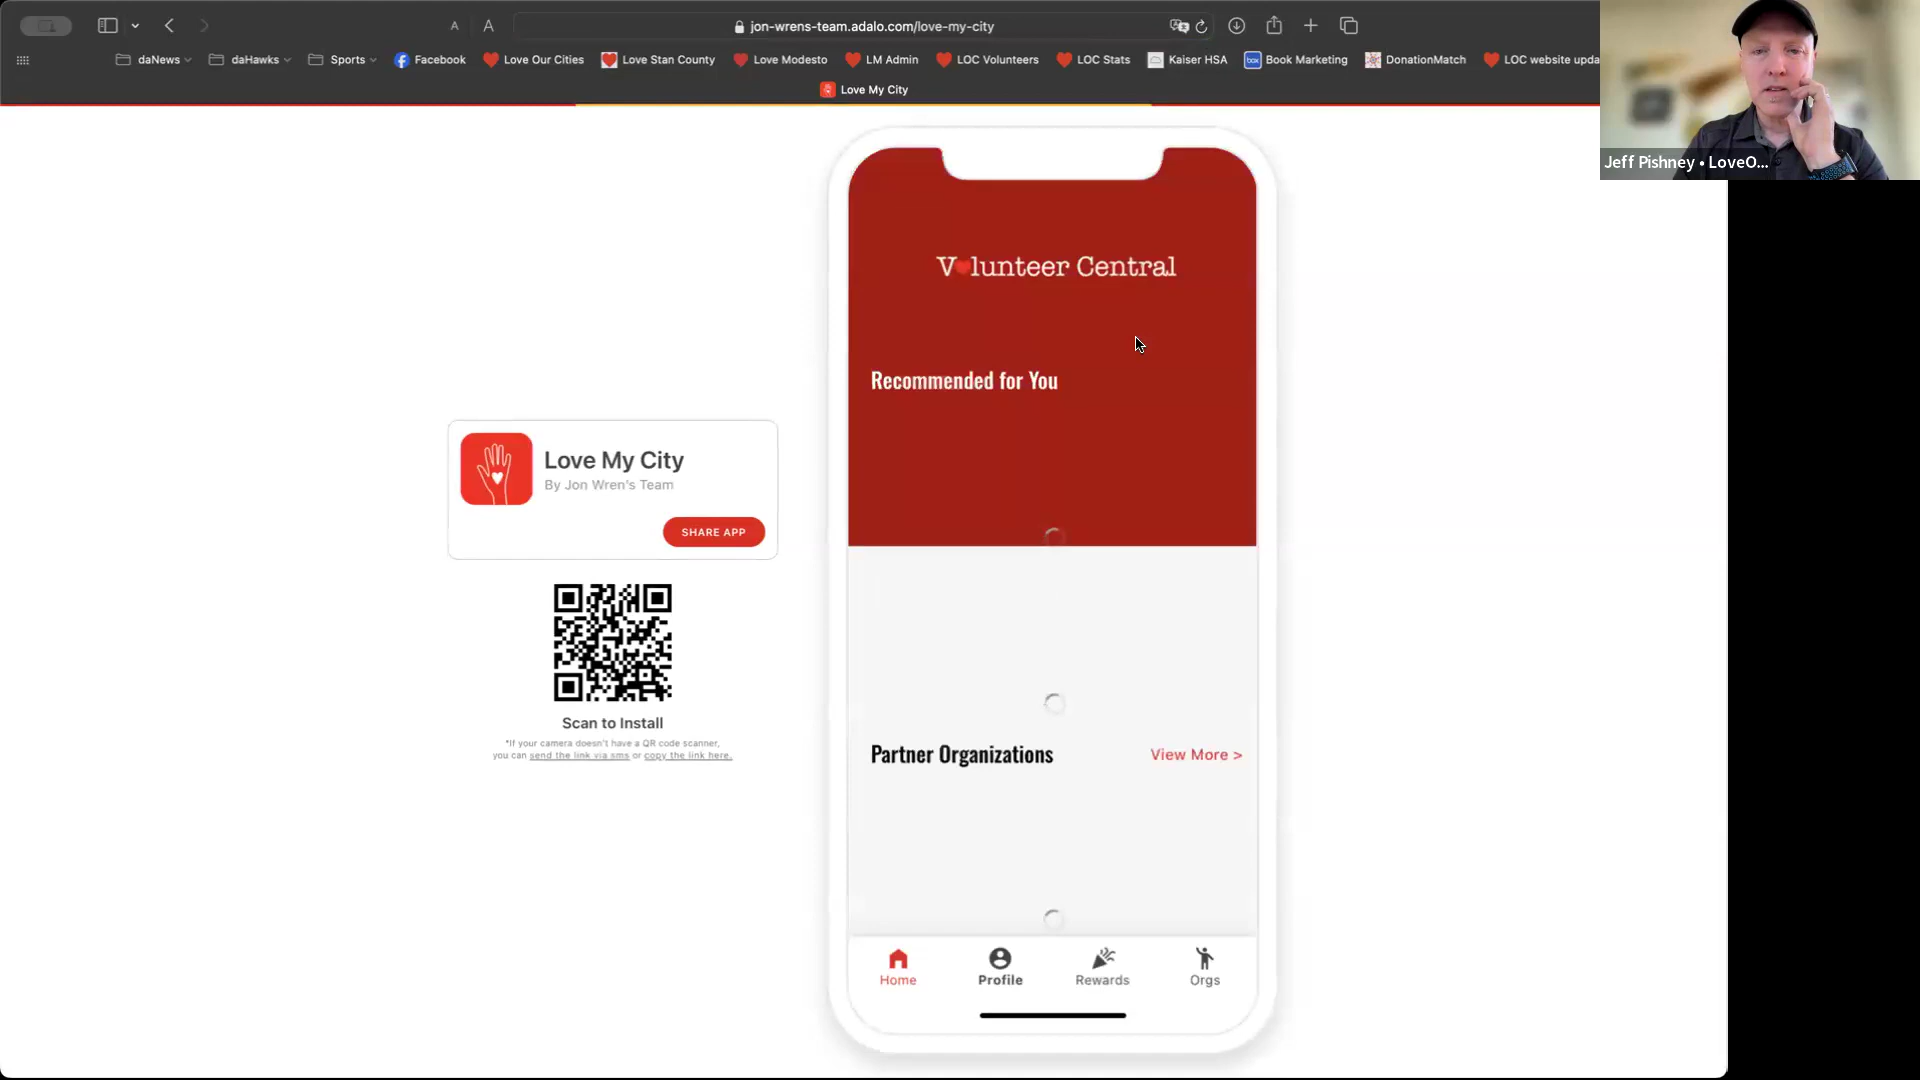 A A jon-wrens-team.adalo.com/love-my-city
daNews daHawks Sports Facebook Love Our Cities Love Stan County Love Modesto LM Admin LOC Volunteers LOC Stats Kaiser HSA Book Marketing DonationMatch LOC website upda
Love My City
Jeff Pishney • LoveO...
Vlunteer Central
Recommended for You
Love My City
By Jon Wren's Team
SHARE APP
Scan to Install
*If your camera doesn't have a QR code scanner,
you can send the link via sms or copy the link here.
Partner Organizations View More >
Home Profile Rewards Orgs